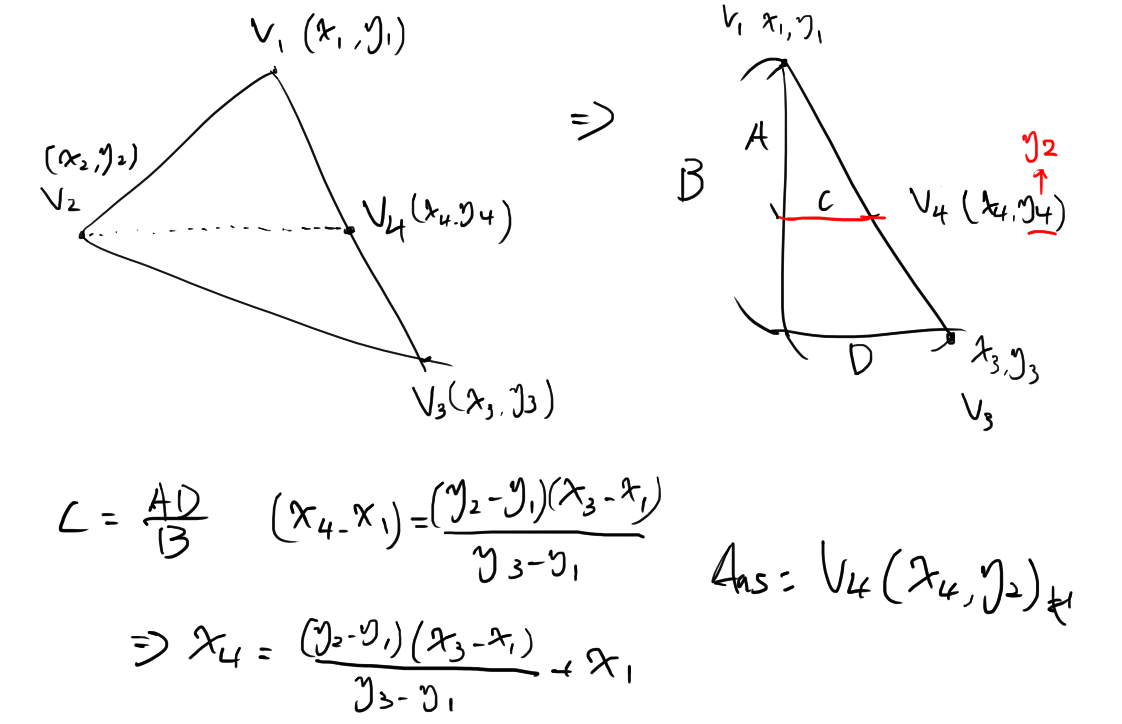 V₁ (x₁,y₁)
(x₂,y₂)
V₂
V₄(x₄.y₄)
V₃(x₃,y₃)
⇒
V₁ x₁,y₁
A
B
C
y₂
↑
V₄ (x₄,y₄)
D
x₃,y₃
V₃
C = AD/B (x₄-x₁)=(y₂-y₁)(x₃-x₁)/y₃-y₁
⇒ x₄ = (y₂-y₁)(x₃-x₁)/y₃-y₁ + x₁
Ans = V₄(x₄,y₂)